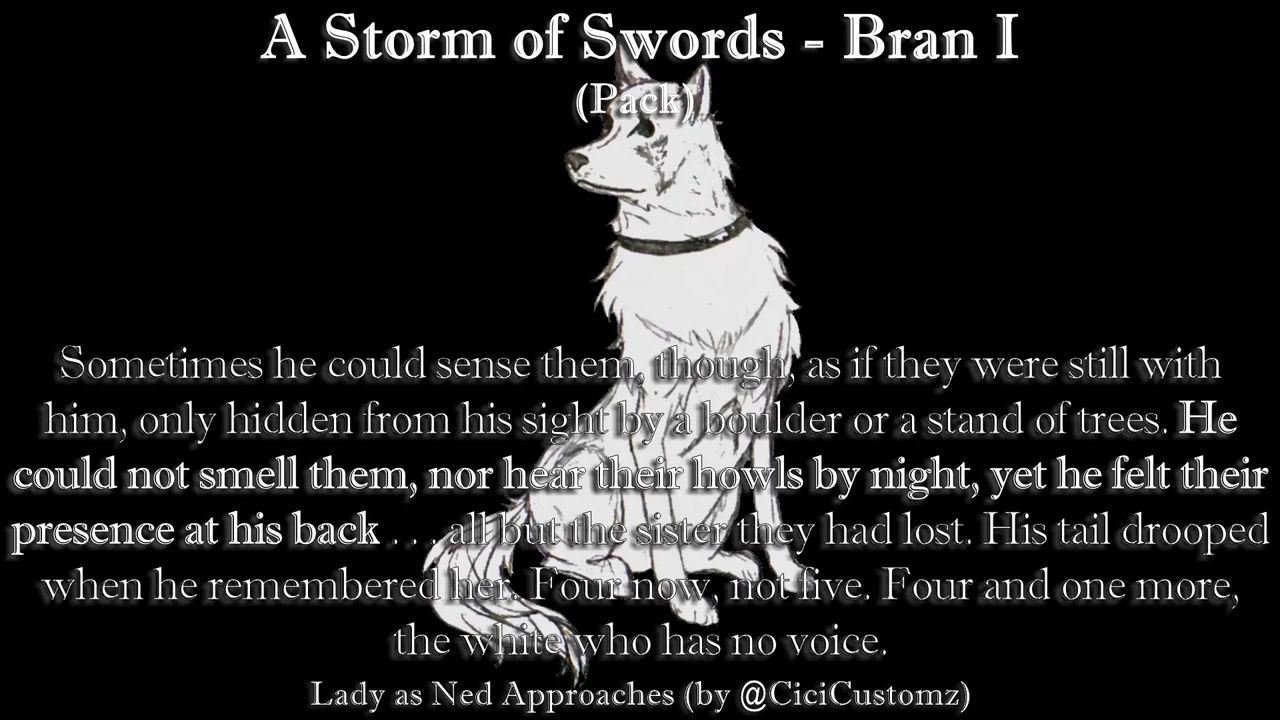 A Storm of Swords - Bran I
(Pack)
Sometimes he could sense them, though, as if they were still with
him, only hidden from his sight by a boulder or a stand of trees. He
could not smell them, nor hear their howls by night, yet he felt their
presence at his back . . . all but the sister they had lost. His tail drooped
when he remembered her. Four now, not five. Four and one more,
the white who has no voice.
Lady as Ned Approaches (by @CiciCustomz)